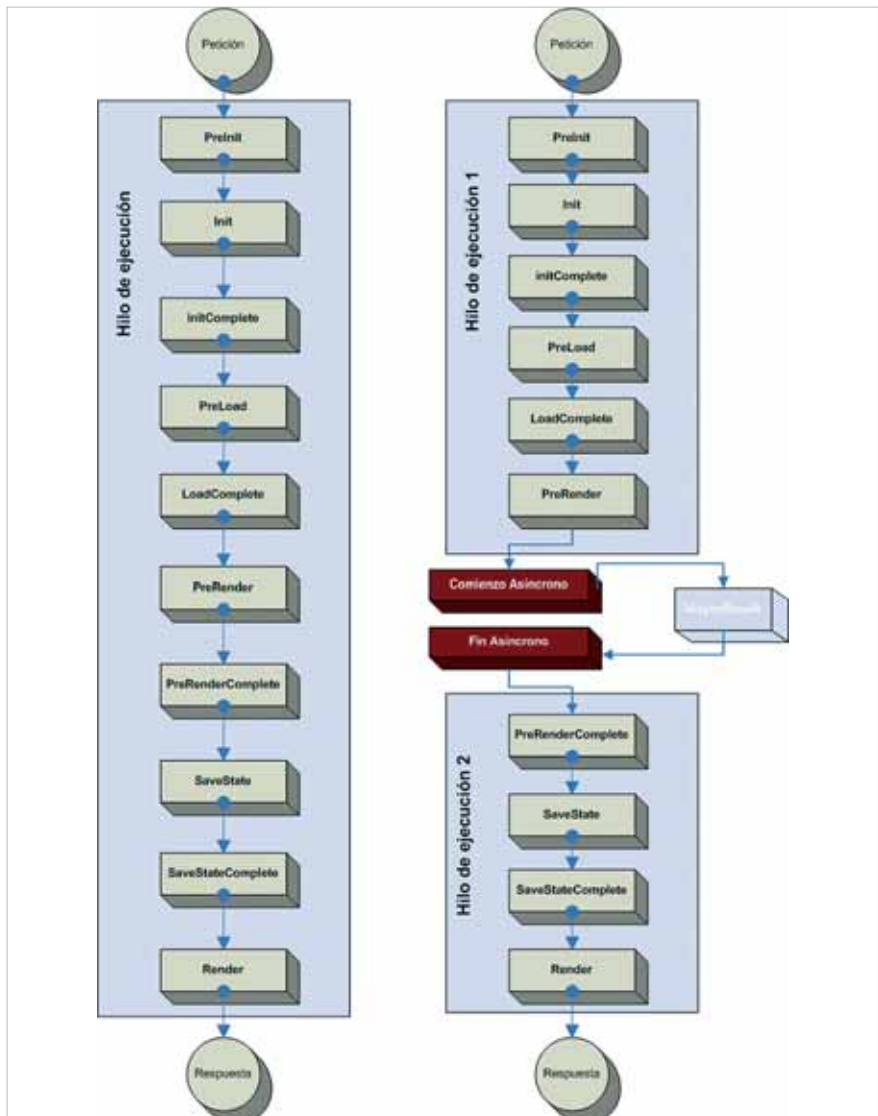 Petición
Hilo de ejecución
PreInit
Init
initComplete
PreLoad
LoadComplete
PreRender
PreRenderComplete
SaveState
SaveStateComplete
Render
Respuesta
Petición
Hilo de ejecución 1
PreInit
Init
initComplete
PreLoad
LoadComplete
PreRender
Comienzo Asincrono
Fin Asincrono
Hilo de ejecución 2
PreRenderComplete
SaveState
SaveStateComplete
Render
Respuesta